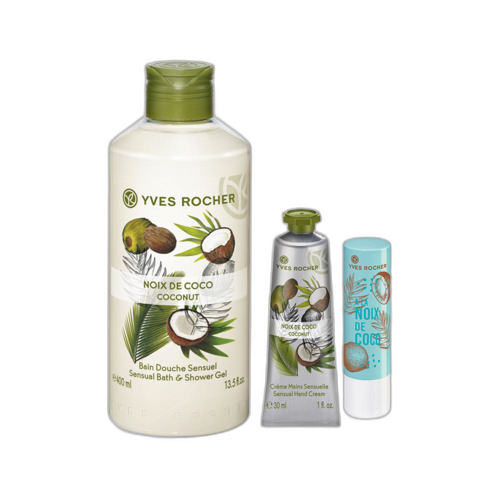 YVES ROCHER
NOIX DE COCO
COCONUT
Bain Douche Sensuel
Sensual Bath & Shower Gel
℮400 ml
13.5 fl. oz.
YVES ROCHER
NOIX DE COCO
COCONUT
Crème Mains Sensuelle
Sensual Hand Cream
℮30 ml
1 fl. oz.
YVES ROCHER
LA
NOIX
DE
COCO